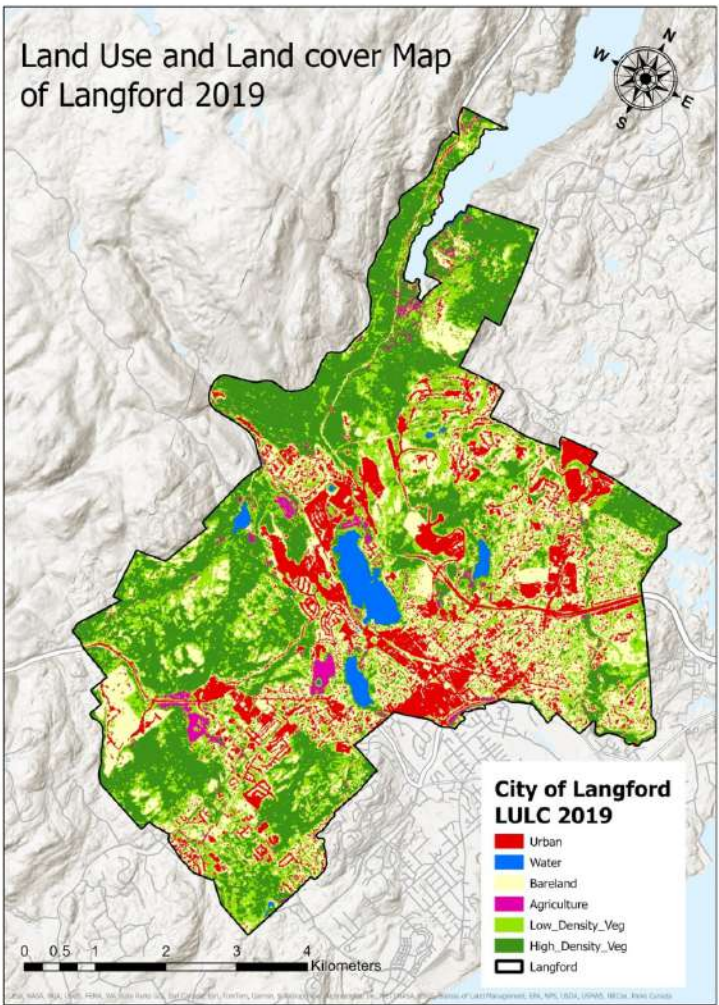 Land Use and Land cover Map
of Langford 2019
N
W
E
S
City of Langford
LULC 2019
Urban
Water
Bareland
Agriculture
Low_Density_Veg
High_Density_Veg
Langford
0 0.5 1 2 3 4
Kilometers